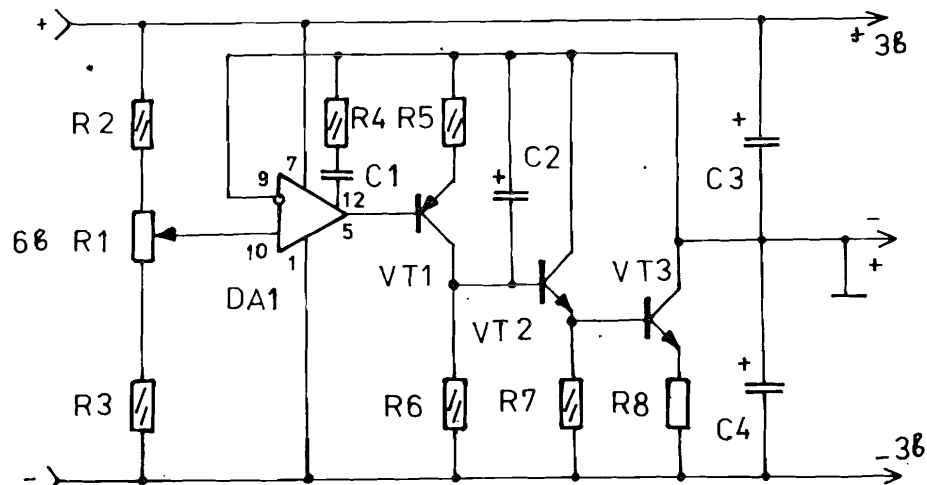 +
+ 3в
R2
R4
R5
7
9
C1
C2
+
+
C3
12
6в
R1
5
10
1
-
+
DA1
VT1
VT2
VT3
R3
R6
R7
R8
+
C4
-
-3в